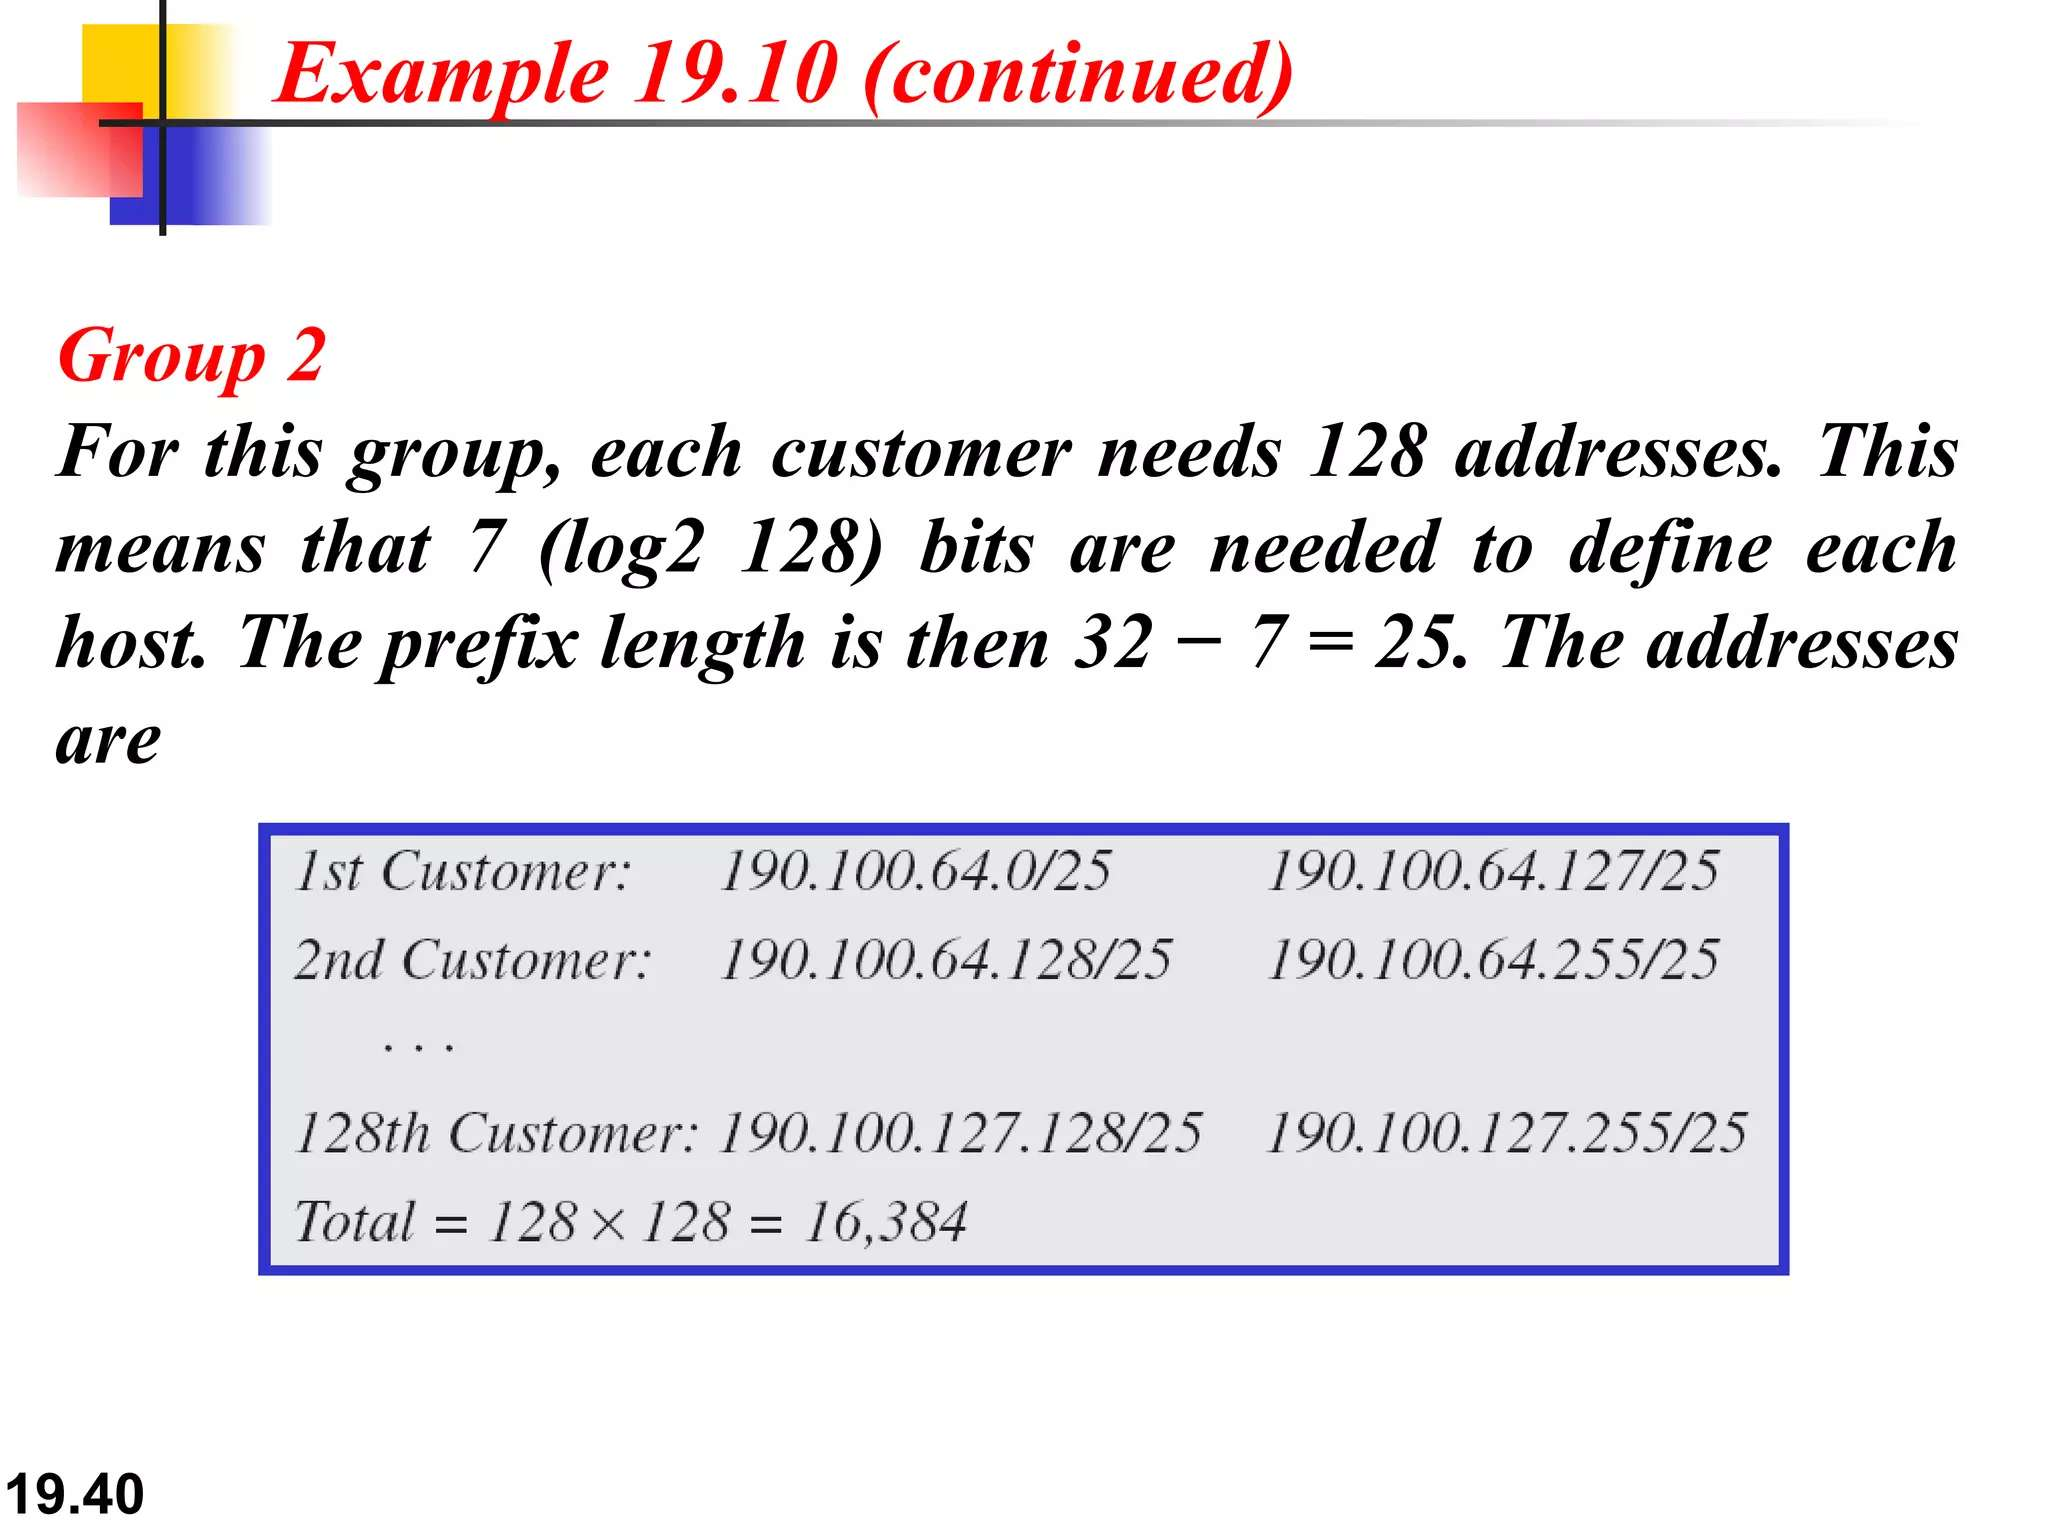 Example 19.10 (continued)
Group 2
For this group, each customer needs 128 addresses. This
means that 7 (log2 128) bits are needed to define each
host. The prefix length is then 32 − 7 = 25. The addresses
are
1st Customer: 190.100.64.0/25 190.100.64.127/25
2nd Customer: 190.100.64.128/25 190.100.64.255/25
. . .
128th Customer: 190.100.127.128/25 190.100.127.255/25
Total = 128 × 128 = 16,384
19.40